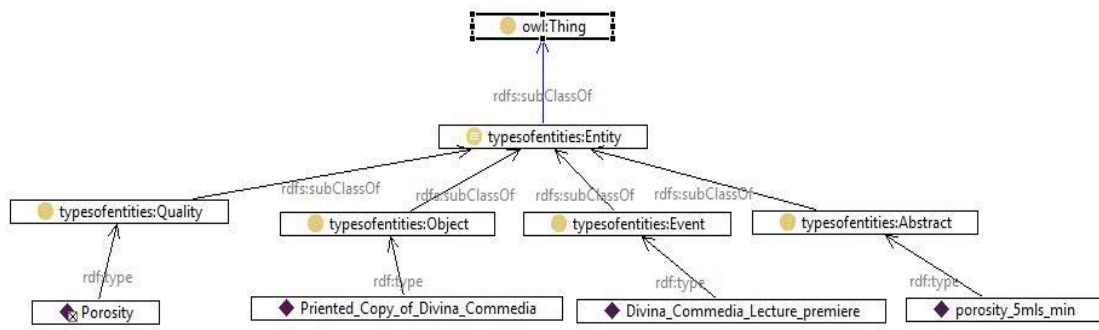 owl:Thing
rdfs:subClassOf
typesofentities:Entity
rdfs:subClassOf
rdfs:subClassOf
rdfs:subClassOf
rdfs:subClassOf
typesofentities:Quality
typesofentities:Object
typesofentities:Event
typesofentities:Abstract
rdf:type
rdf:type
rdf:type
rdf:type
Porosity
Priented_Copy_of_Divina_Commedia
Divina_Commedia_Lecture_premiere
porosity_5mls_min